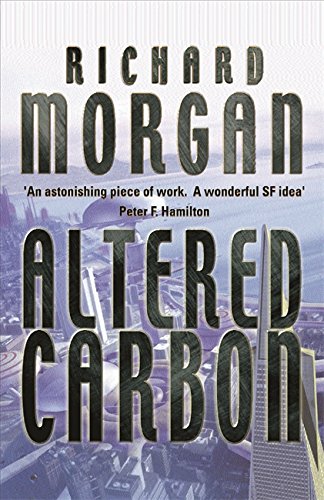 RICHARD
MORGAN
'An astonishing piece of work. A wonderful SF idea'
Peter F. Hamilton
ALTERED
CARBON